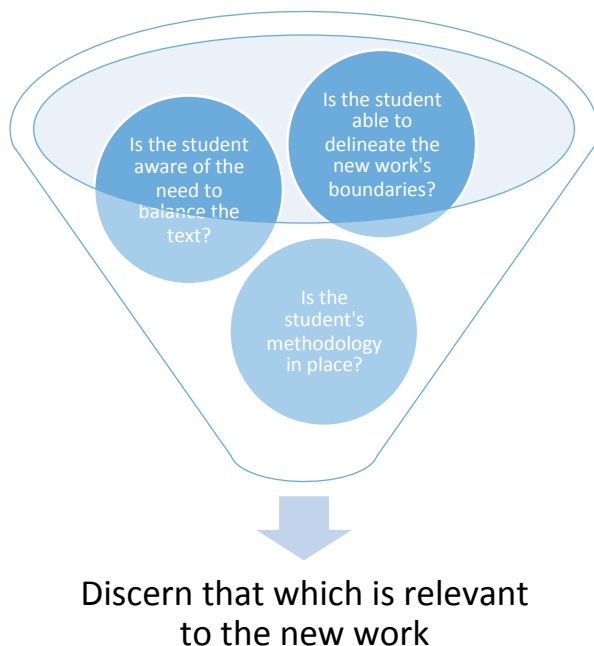 Is the student
aware of the
need to
balance the
text?
Is the student
able to
delineate the
new work's
boundaries?
Is the
student's
methodology
in place?
Discern that which is relevant
to the new work